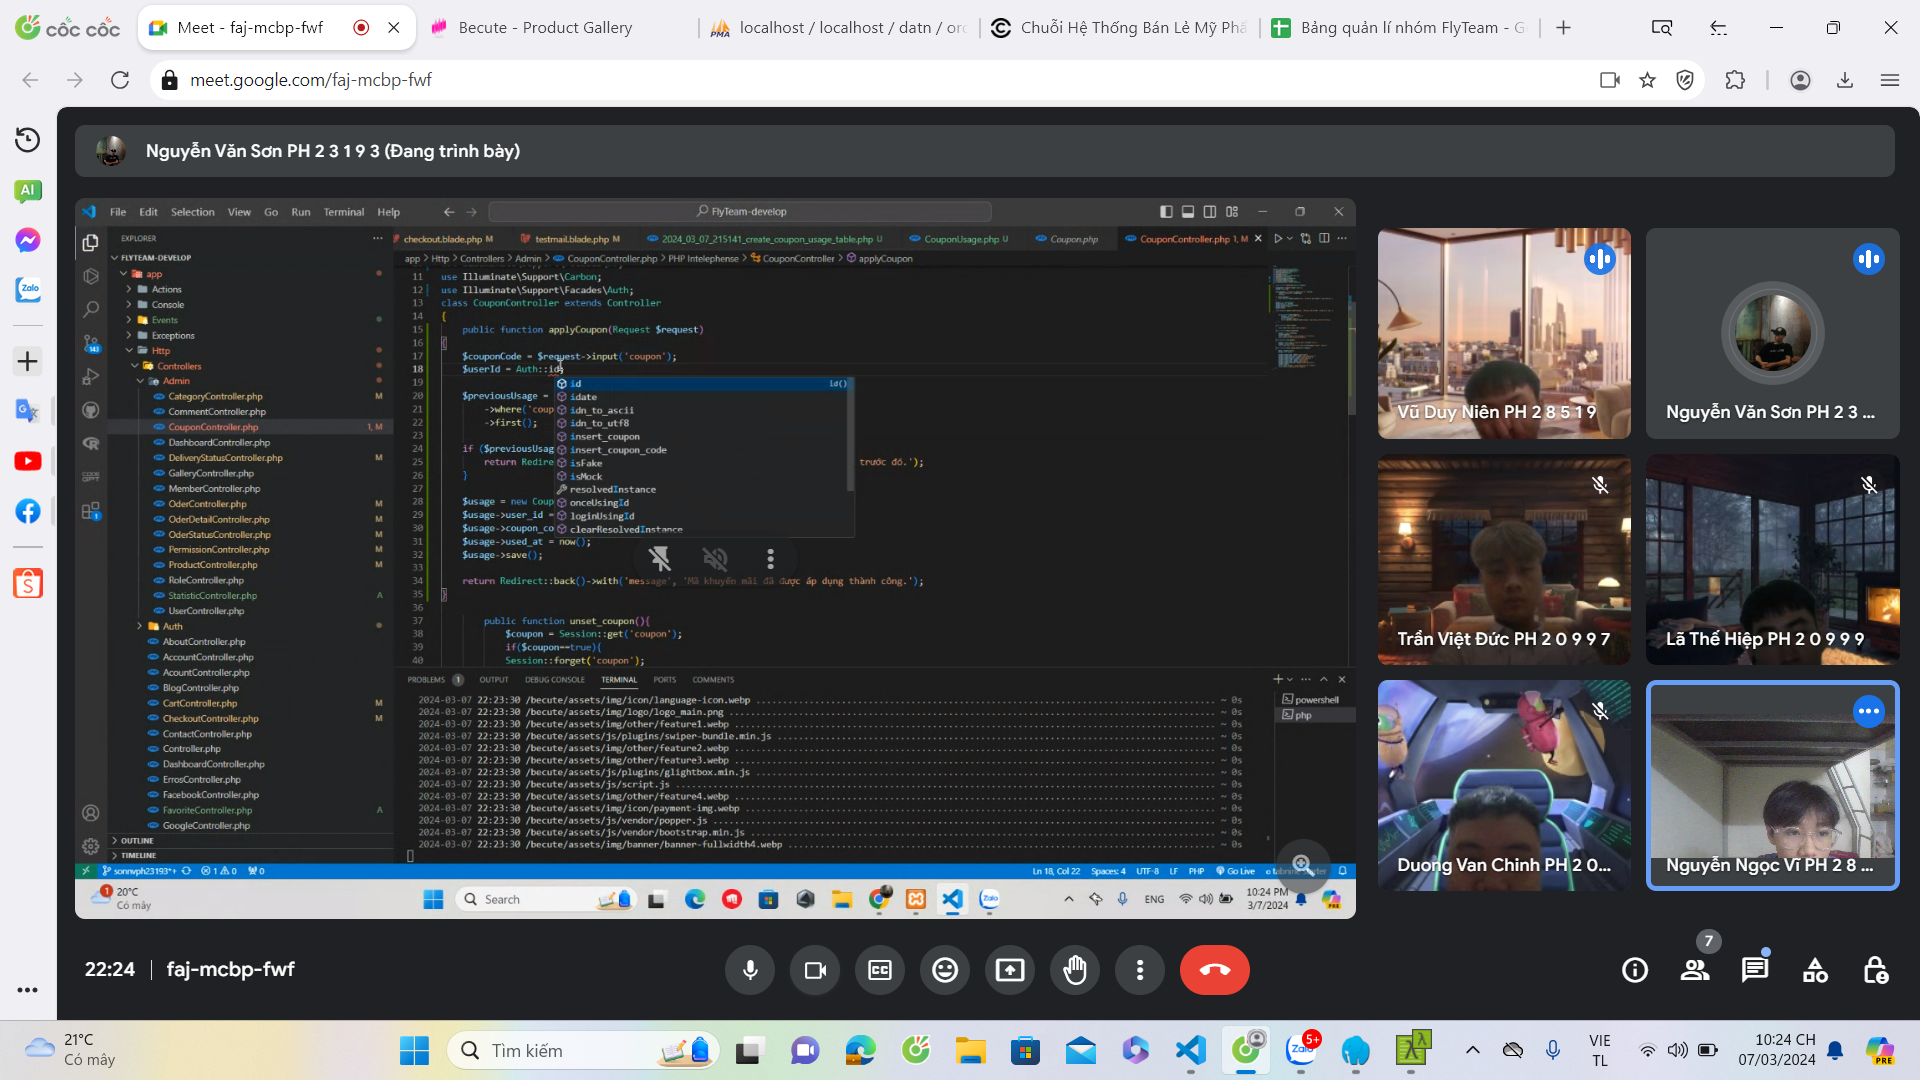 cốc cốc
Meet - faj-mcbp-fwf
Becute - Product Gallery
localhost / localhost / datn / or
Chuỗi Hệ Thống Bán Lẻ Mỹ Phẩ
Bảng quản lí nhóm FlyTeam - G
meet.google.com/faj-mcbp-fwf
AI
Zalo
Nguyễn Văn Sơn PH 2 3 1 9 3 (Đang trình bày)
File Edit Selection View Go Run Terminal Help
FlyTeam-develop
EXPLORER
FLYTEAM-DEVELOP
app
Actions
Console
Events
Exceptions
Http
Controllers
Admin
CategoryController.php M
CommentController.php
CouponController.php 1, M
DashboardController.php
DeliveryStatusController.php M
GalleryController.php
MemberController.php
OderController.php M
OderDetailController.php M
OderStatusController.php M
PermissionController.php M
ProductController.php M
RoleController.php
StatisticController.php A
UserController.php
Auth
AboutController.php
AccountController.php
AcountController.php
BlogController.php
CartController.php M
CheckoutController.php M
ContactController.php
Controller.php
DashboardController.php
ErrosController.php
FacebookController.php
FavoriteController.php A
GoogleController.php
OUTLINE
TIMELINE
checkout.blade.php M
testmail.blade.php M
2024_03_07_215141_create_coupon_usage_table.php U
CouponUsage.php U
Coupon.php
CouponController.php 1, M
app > Http > Controllers > Admin > CouponController.php > PHP Intelephense > CouponController > applyCoupon
11 use Illuminate\Support\Carbon;
12 use Illuminate\Support\Facades\Auth;
13 class CouponController extends Controller
14 {
15 public function applyCoupon(Request $request)
16 {
17 $couponCode = $request->input('coupon');
18 $userId = Auth::id
19
20 $previousUsage =
21 ->where('coup
22 ->first();
23
24 if ($previousUsag
25 return Redire trước đó.');
26 }
27
28 $usage = new Coup
29 $usage->user_id =
30 $usage->coupon_co
31 $usage->used_at = now();
32 $usage->save();
33
34 return Redirect::back()->with('message', 'Mã khuyến mãi đã được áp dụng thành công.');
35 }
36
37 public function unset_coupon(){
38 $coupon = Session::get('coupon');
39 if($coupon==true){
40 Session::forget('coupon');
id id()
idate
idn_to_ascii
idn_to_utf8
insert_coupon
insert_coupon_code
isFake
isMock
resolvedInstance
onceUsingId
loginUsingId
clearResolvedInstance
PROBLEMS 1 OUTPUT DEBUG CONSOLE TERMINAL PORTS COMMENTS
powershell
php
2024-03-07 22:23:30 /becute/assets/img/icon/language-icon.webp ~ 0s
2024-03-07 22:23:30 /becute/assets/img/logo/logo_main.png ~ 0s
2024-03-07 22:23:30 /becute/assets/img/other/feature1.webp ~ 0s
2024-03-07 22:23:30 /becute/assets/js/plugins/swiper-bundle.min.js ~ 0s
2024-03-07 22:23:30 /becute/assets/img/other/feature2.webp ~ 0s
2024-03-07 22:23:30 /becute/assets/img/other/feature3.webp ~ 0s
2024-03-07 22:23:30 /becute/assets/js/plugins/glightbox.min.js ~ 0s
2024-03-07 22:23:30 /becute/assets/js/script.js ~ 0s
2024-03-07 22:23:30 /becute/assets/img/other/feature4.webp ~ 0s
2024-03-07 22:23:30 /becute/assets/img/icon/payment-img.webp ~ 0s
2024-03-07 22:23:30 /becute/assets/js/vendor/popper.js ~ 0s
2024-03-07 22:23:30 /becute/assets/js/vendor/bootstrap.min.js ~ 0s
2024-03-07 22:23:30 /becute/assets/img/banner/banner-fullwidth4.webp ~ 0s
sonnvph23193*+ 1 0 0
Ln 18, Col 22 Spaces: 4 UTF-8 LF PHP Go Live
20°C
Có mây
Search
ENG
10:24 PM
3/7/2024
Vũ Duy Niên PH 2 8 5 1 9
Nguyễn Văn Sơn PH 2 3 ...
Trần Việt Đức PH 2 0 9 9 7
Lã Thế Hiệp PH 2 0 9 9 9
Duong Van Chinh PH 2 0...
Nguyễn Ngọc Vĩ PH 2 8 ...
22:24 | faj-mcbp-fwf
7
21°C
Có mây
Tìm kiếm
Zalo
5+
VIE
TL
10:24 CH
07/03/2024
PRE